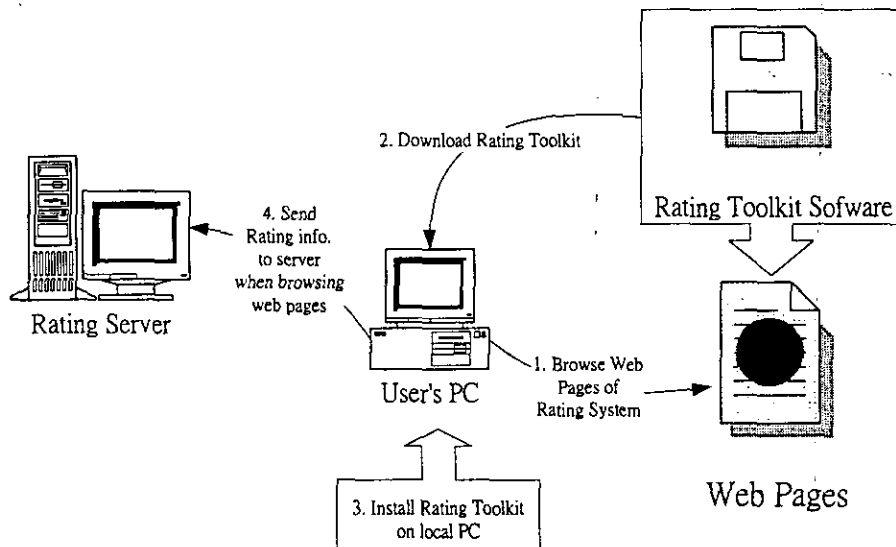 2. Download Rating Toolkit
Rating Toolkit Sofware
4. Send
Rating info.
to server
when browsing
web pages
Rating Server
User's PC
1. Browse Web
Pages of
Rating System
Web Pages
3. Install Rating Toolkit
on local PC